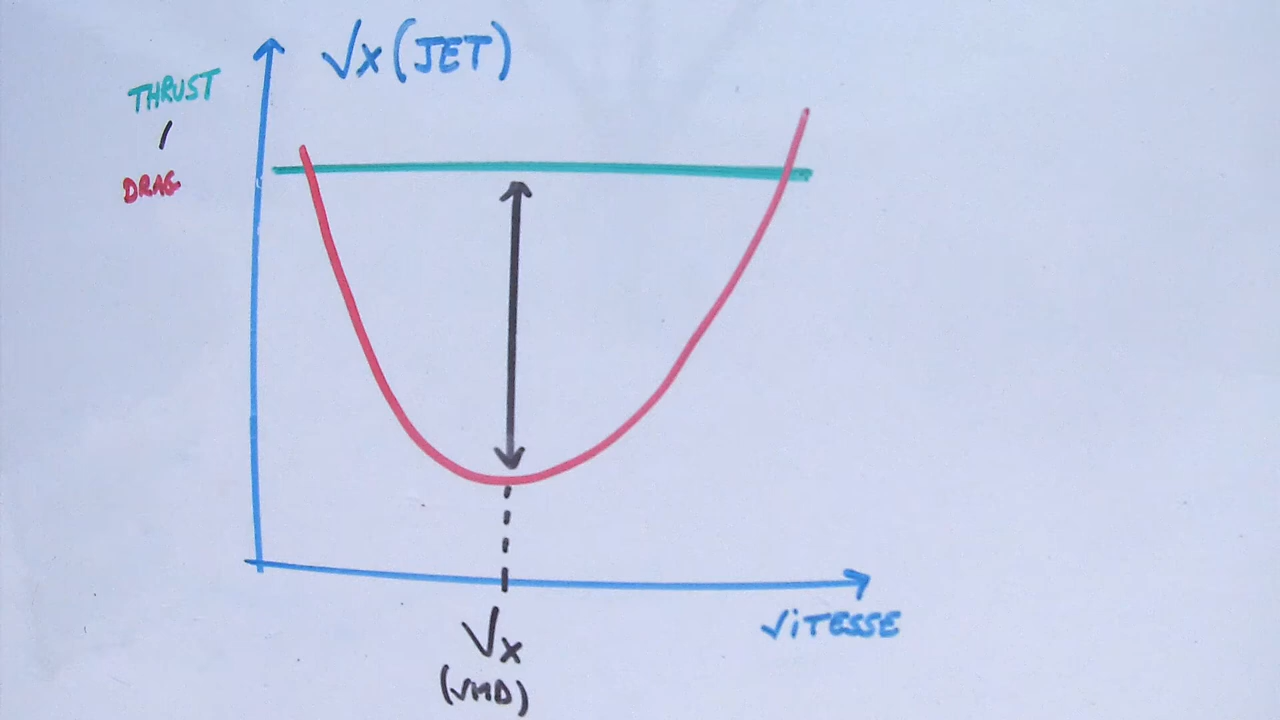 Vx (JET)
THRUST
/
DRAG
Vx
(VMD)
ViTESSE